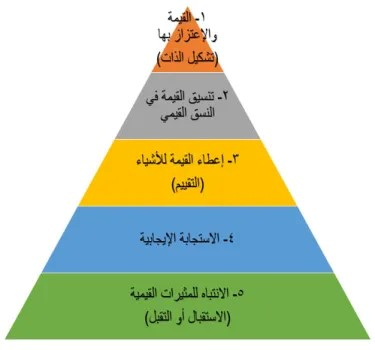 ١- القيمة
والإعتزاز بها
(تشكيل الذات)
٢- تنسيق القيمة في
النسق القيمي
٣- إعطاء القيمة للأشياء
(التقييم)
٤- الاستجابة الإيجابية
٥- الانتباه للمثيرات القيمية
(الاستقبال أو التقبل)